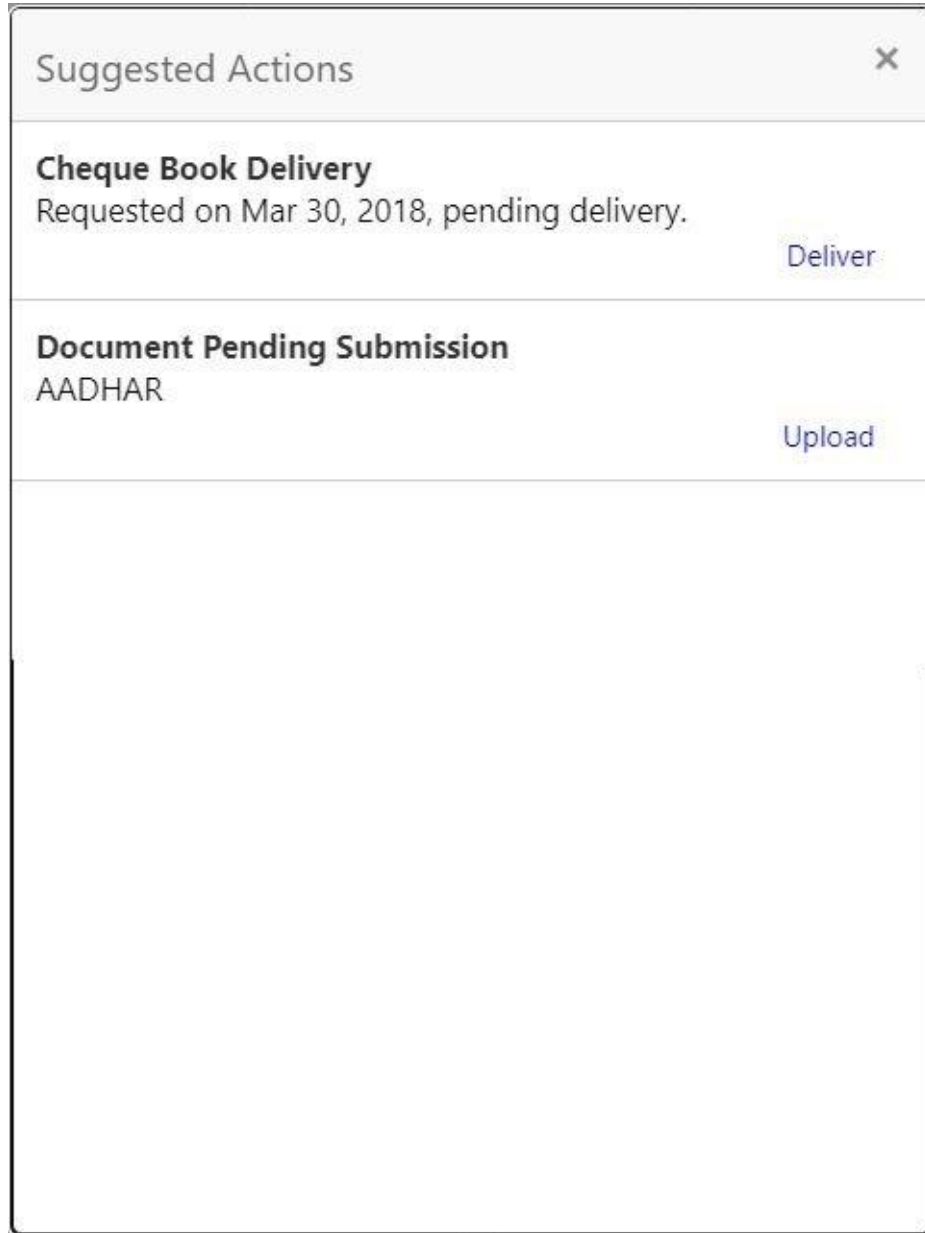 Suggested Actions
Cheque Book Delivery
Requested on Mar 30, 2018, pending delivery.
Deliver
Document Pending Submission
AADHAR
Upload